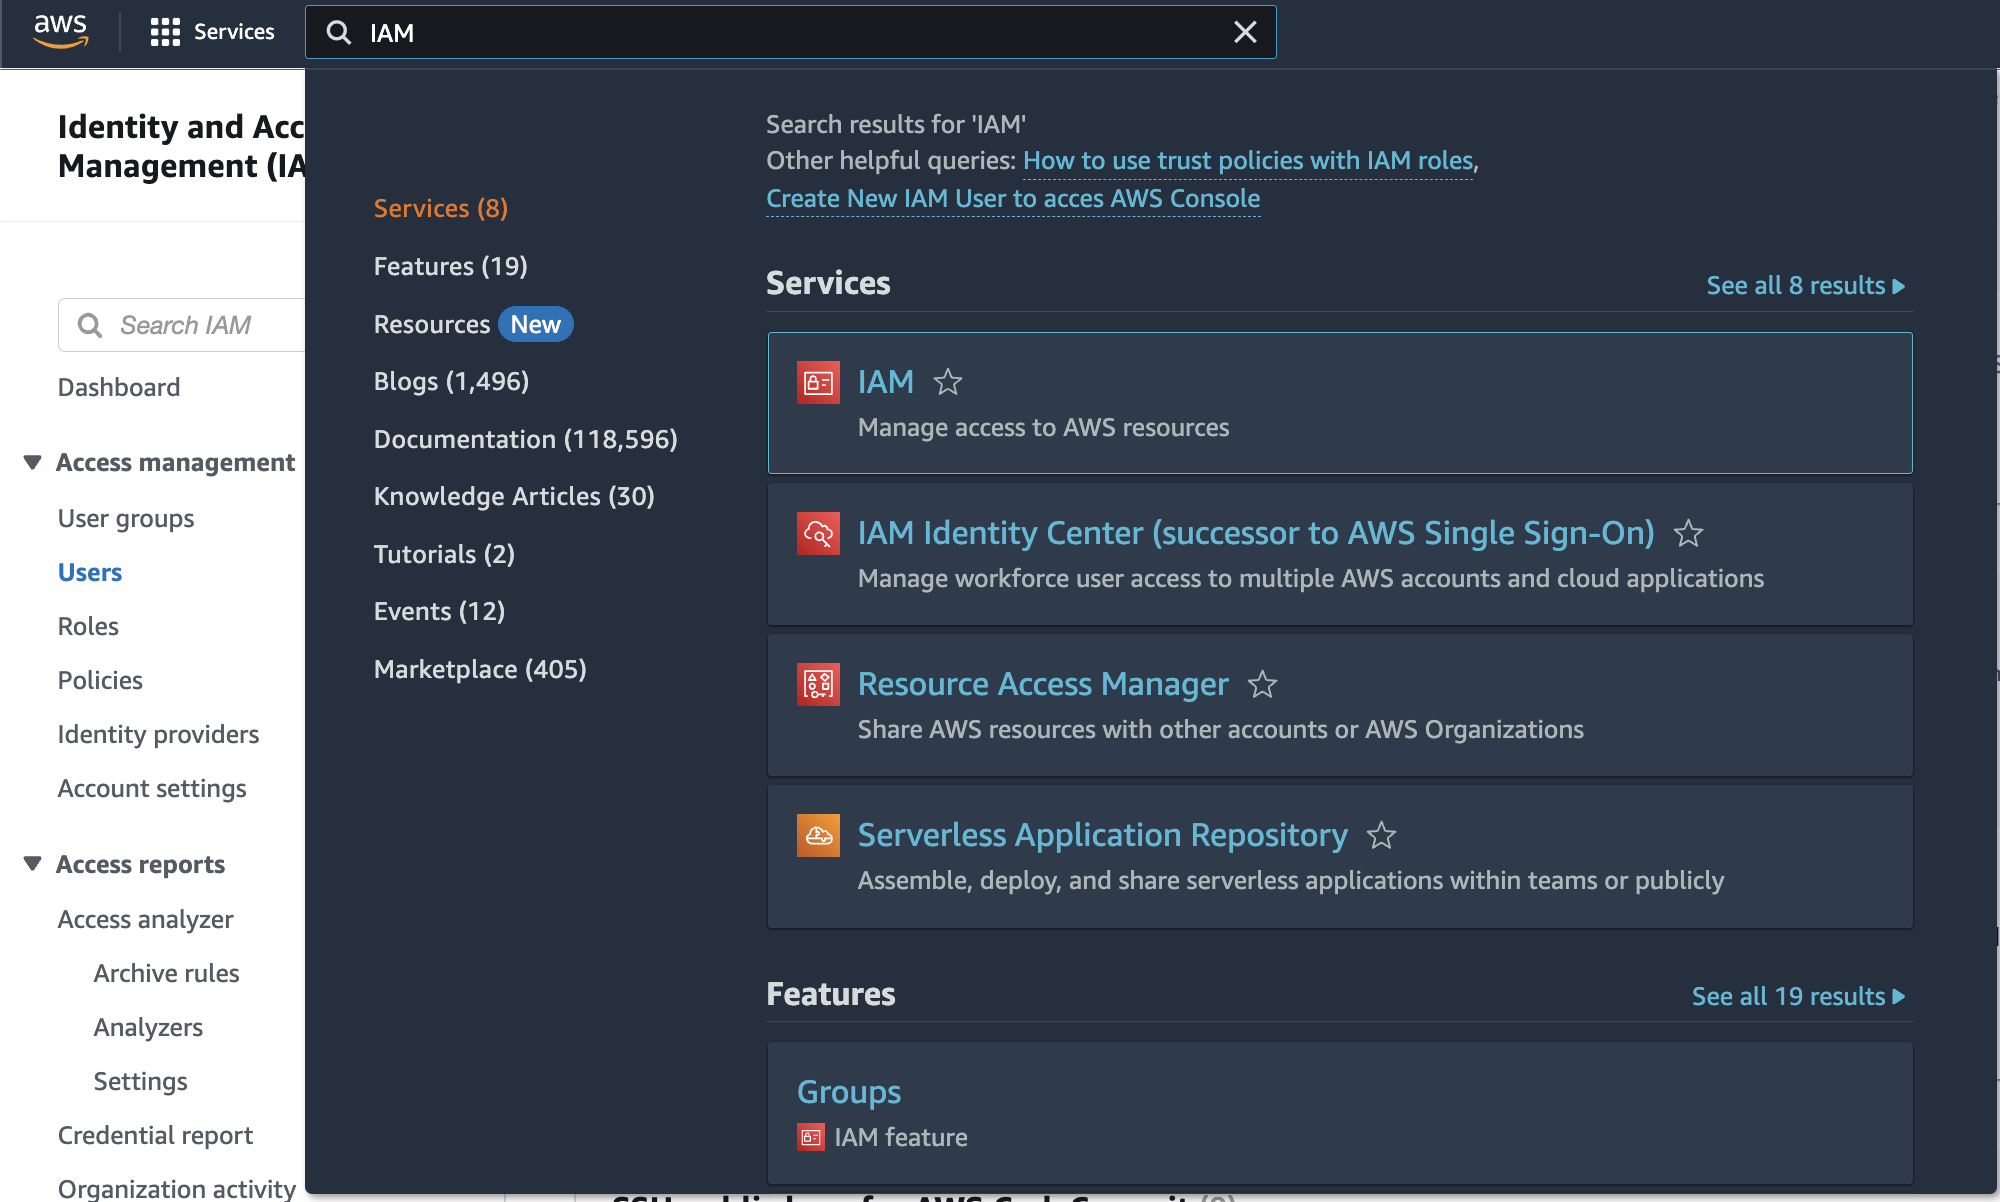 aws
Services
IAM
Identity and Acc
Management (IA
Search IAM
Dashboard
Access management
User groups
Users
Roles
Policies
Identity providers
Account settings
Access reports
Access analyzer
Archive rules
Analyzers
Settings
Credential report
Organization activity
Services (8)
Features (19)
Resources New
Blogs (1,496)
Documentation (118,596)
Knowledge Articles (30)
Tutorials (2)
Events (12)
Marketplace (405)
Search results for 'IAM'
Other helpful queries: How to use trust policies with IAM roles,
Create New IAM User to acces AWS Console
Services
See all 8 results
IAM
Manage access to AWS resources
IAM Identity Center (successor to AWS Single Sign-On)
Manage workforce user access to multiple AWS accounts and cloud applications
Resource Access Manager
Share AWS resources with other accounts or AWS Organizations
Serverless Application Repository
Assemble, deploy, and share serverless applications within teams or publicly
Features
See all 19 results
Groups
IAM feature